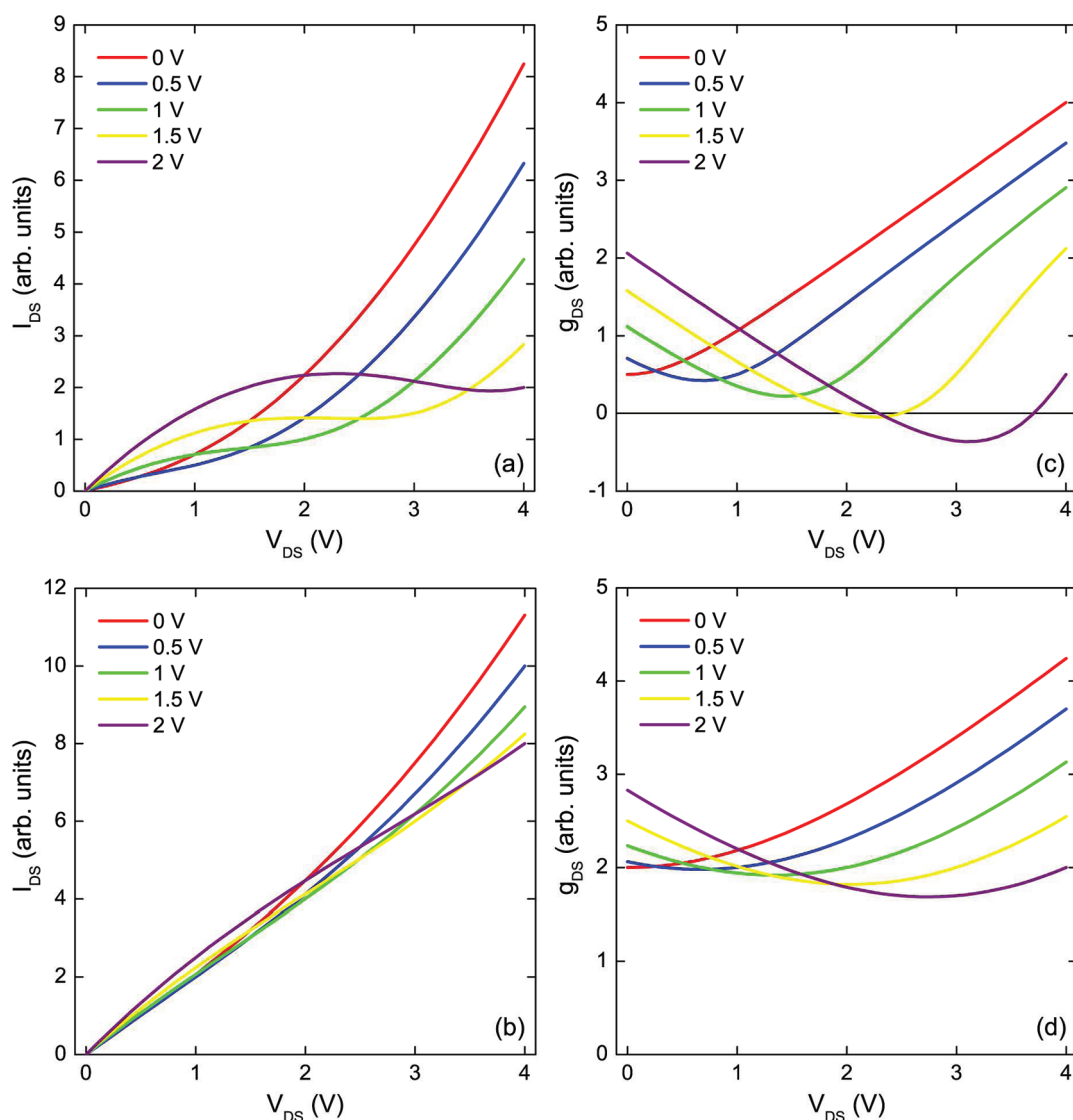 9
8
7
6
5
4
3
2
1
0
I_DS (arb. units)
0 V
0.5 V
1 V
1.5 V
2 V
(a)
0 1 2 3 4
V_DS (V)
5
4
3
2
1
0
-1
g_DS (arb. units)
0 V
0.5 V
1 V
1.5 V
2 V
(c)
0 1 2 3 4
V_DS (V)
12
10
8
6
4
2
0
I_DS (arb. units)
0 V
0.5 V
1 V
1.5 V
2 V
(b)
0 1 2 3 4
V_DS (V)
5
4
3
2
1
0
g_DS (arb. units)
0 V
0.5 V
1 V
1.5 V
2 V
(d)
0 1 2 3 4
V_DS (V)